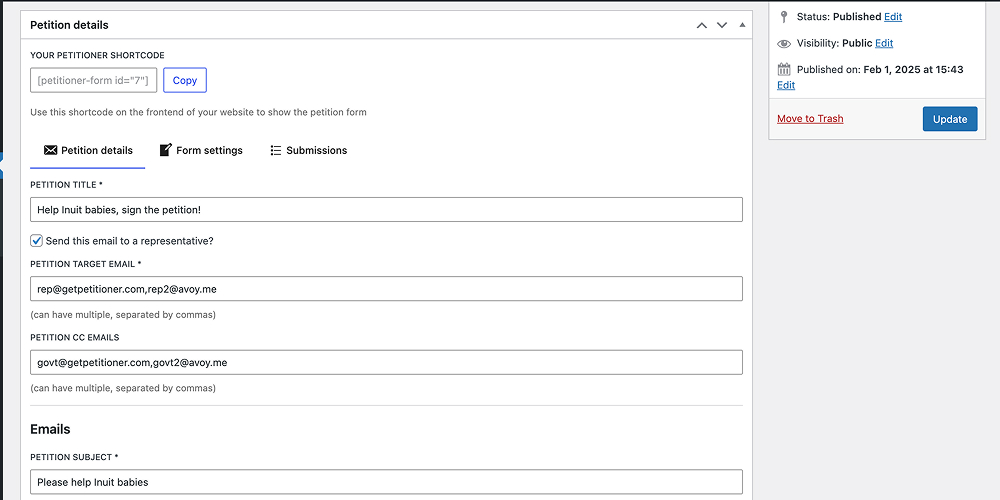 Petition details
YOUR PETITIONER SHORTCODE
[petitioner-form id="7"] Copy
Use this shortcode on the frontend of your website to show the petition form
Petition details Form settings Submissions
PETITION TITLE *
Help Inuit babies, sign the petition!
Send this email to a representative?
PETITION TARGET EMAIL *
rep@getpetitioner.com,rep2@avoy.me
(can have multiple, separated by commas)
PETITION CC EMAILS
govt@getpetitioner.com,govt2@avoy.me
(can have multiple, separated by commas)
Emails
PETITION SUBJECT *
Please help Inuit babies
Status: Published Edit
Visibility: Public Edit
Published on: Feb 1, 2025 at 15:43
Edit
Move to Trash Update